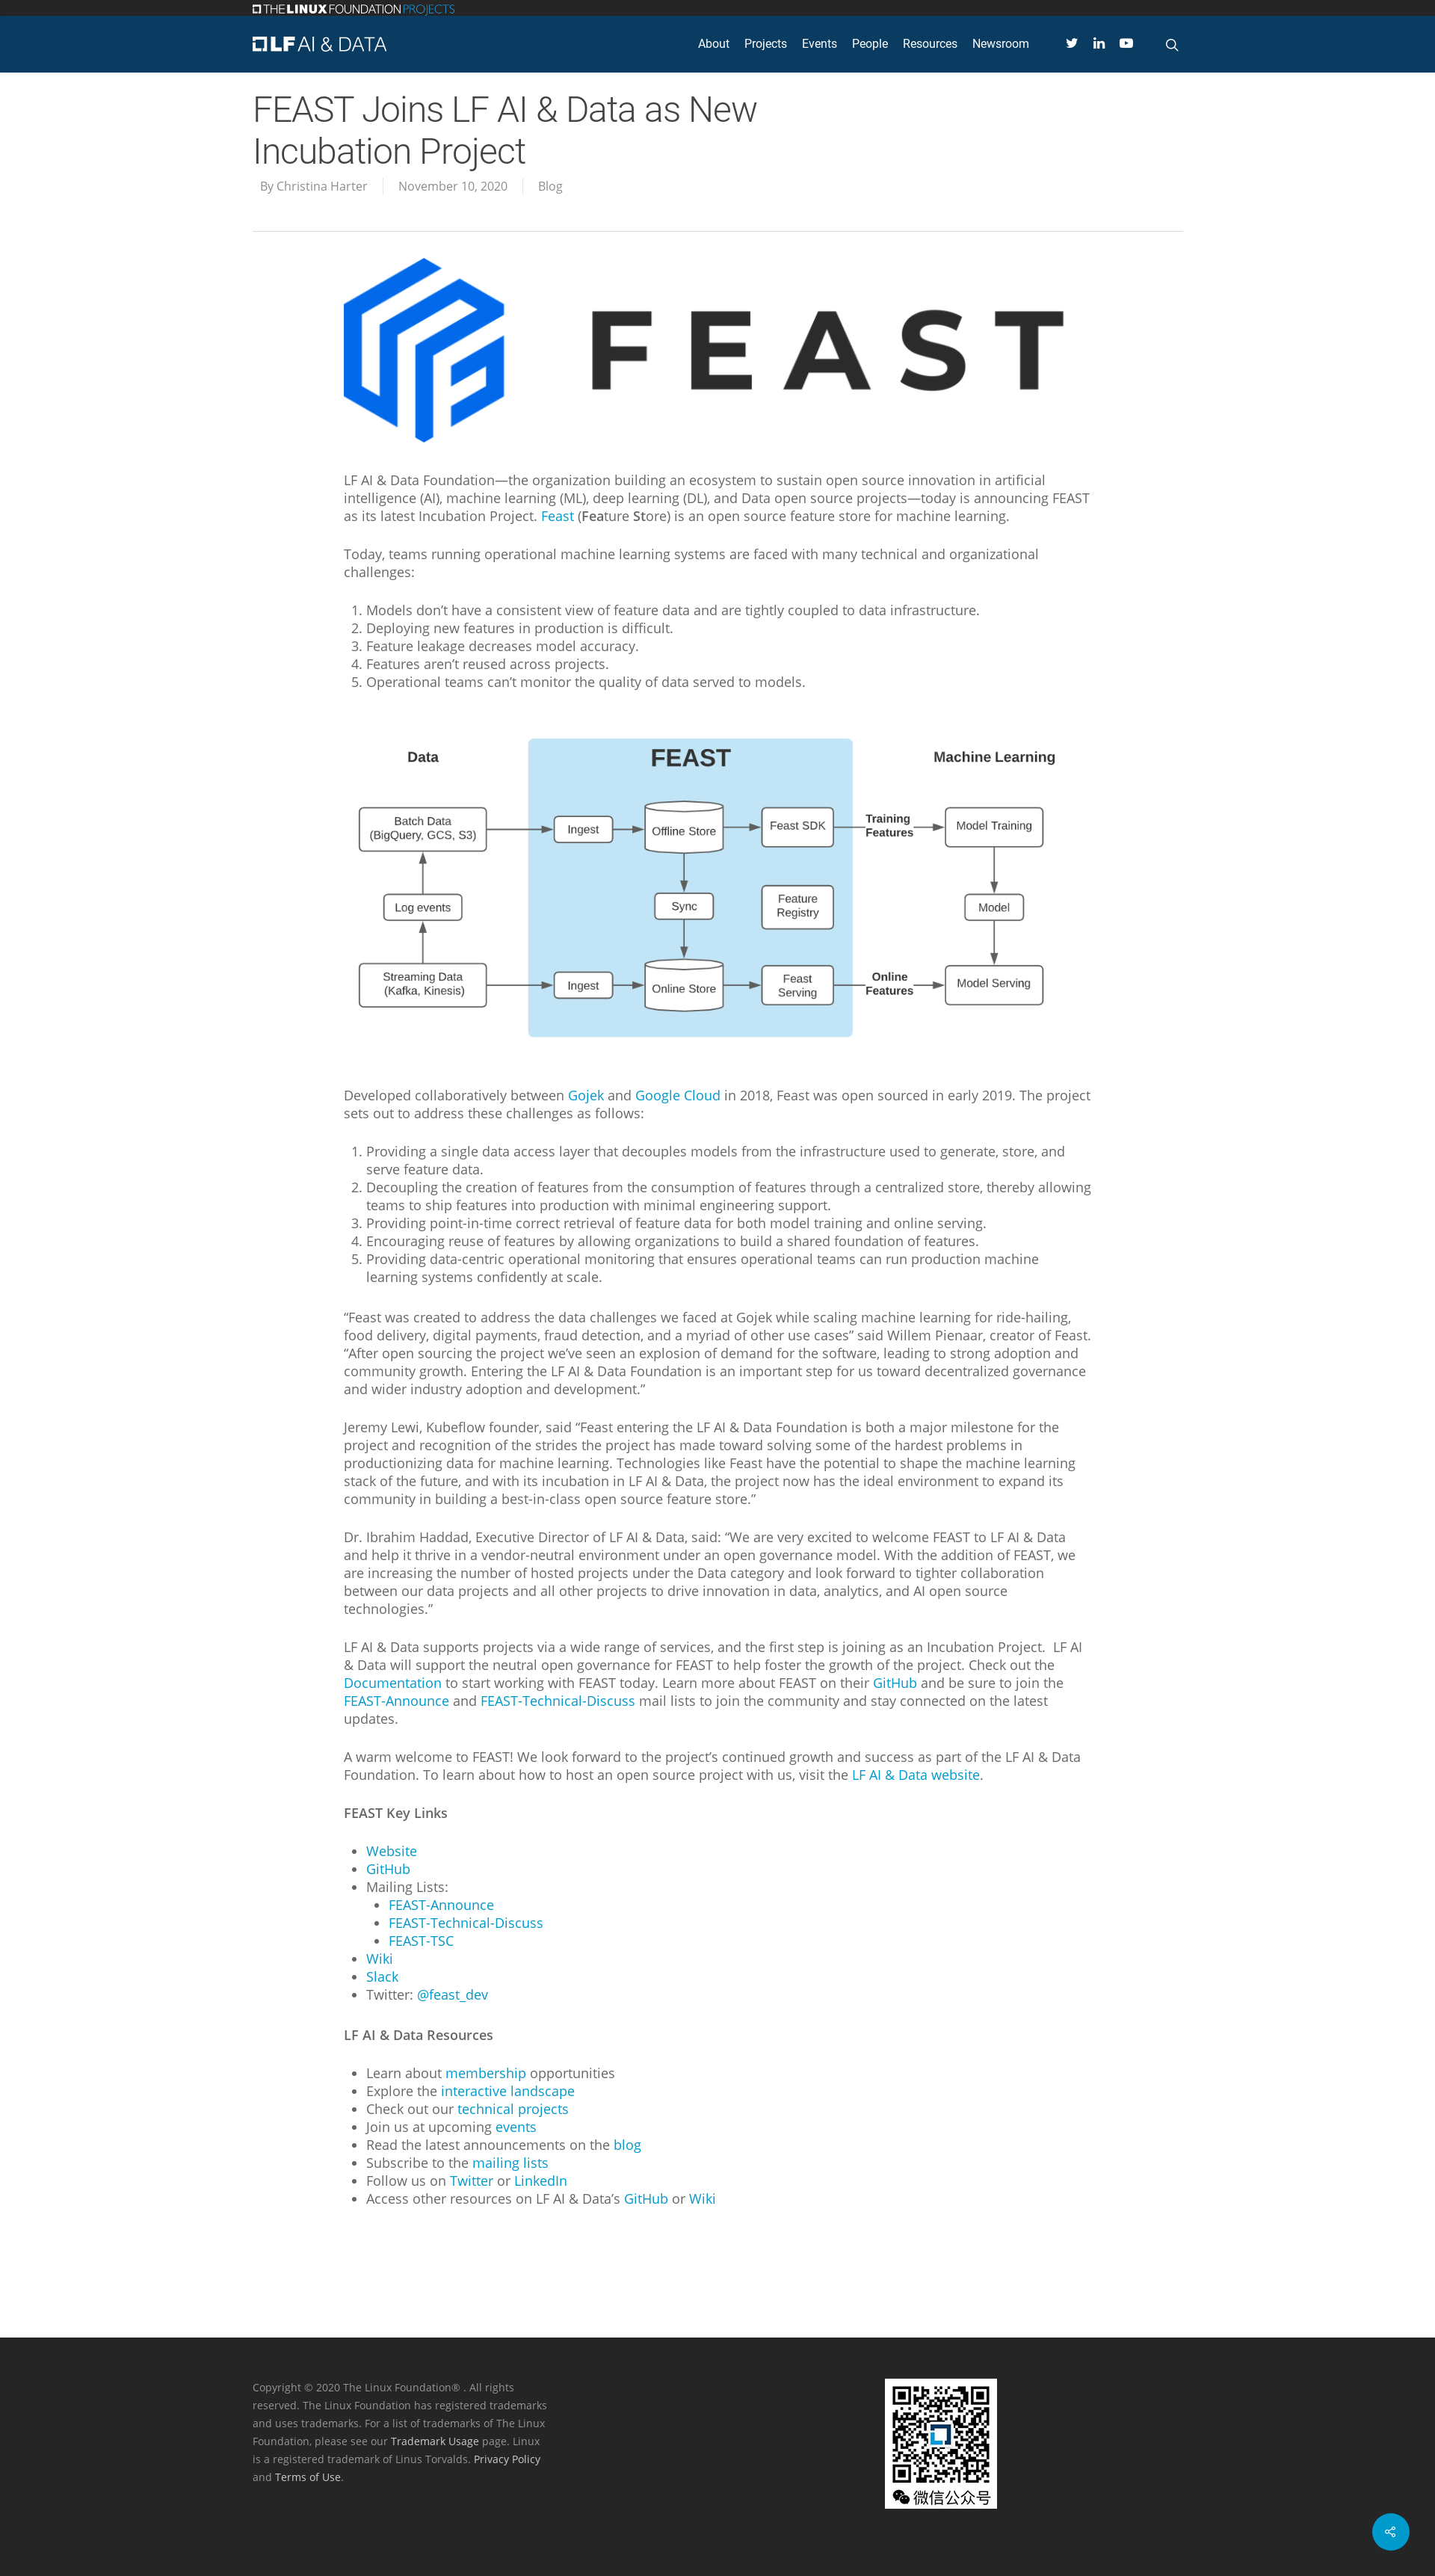 THE LINUX FOUNDATION PROJECTS
LF AI & DATA
About Projects Events People Resources Newsroom
FEAST Joins LF AI & Data as New
Incubation Project
By Christina Harter November 10, 2020 Blog
FEAST
LF AI & Data Foundation—the organization building an ecosystem to sustain open source innovation in artificial
intelligence (AI), machine learning (ML), deep learning (DL), and Data open source projects—today is announcing FEAST
as its latest Incubation Project. Feast (Feature Store) is an open source feature store for machine learning.
Today, teams running operational machine learning systems are faced with many technical and organizational
challenges:
1. Models don’t have a consistent view of feature data and are tightly coupled to data infrastructure.
2. Deploying new features in production is difficult.
3. Feature leakage decreases model accuracy.
4. Features aren’t reused across projects.
5. Operational teams can’t monitor the quality of data served to models.
Data FEAST Machine Learning
Batch Data
(BigQuery, GCS, S3)
Ingest
Offline Store
Feast SDK
Training
Features
Model Training
Log events
Sync
Feature
Registry
Model
Streaming Data
(Kafka, Kinesis)
Ingest
Online Store
Feast
Serving
Online
Features
Model Serving
Developed collaboratively between Gojek and Google Cloud in 2018, Feast was open sourced in early 2019. The project
sets out to address these challenges as follows:
1. Providing a single data access layer that decouples models from the infrastructure used to generate, store, and
serve feature data.
2. Decoupling the creation of features from the consumption of features through a centralized store, thereby allowing
teams to ship features into production with minimal engineering support.
3. Providing point-in-time correct retrieval of feature data for both model training and online serving.
4. Encouraging reuse of features by allowing organizations to build a shared foundation of features.
5. Providing data-centric operational monitoring that ensures operational teams can run production machine
learning systems confidently at scale.
“Feast was created to address the data challenges we faced at Gojek while scaling machine learning for ride-hailing,
food delivery, digital payments, fraud detection, and a myriad of other use cases” said Willem Pienaar, creator of Feast.
“After open sourcing the project we’ve seen an explosion of demand for the software, leading to strong adoption and
community growth. Entering the LF AI & Data Foundation is an important step for us toward decentralized governance
and wider industry adoption and development.”
Jeremy Lewi, Kubeflow founder, said “Feast entering the LF AI & Data Foundation is both a major milestone for the
project and recognition of the strides the project has made toward solving some of the hardest problems in
productionizing data for machine learning. Technologies like Feast have the potential to shape the machine learning
stack of the future, and with its incubation in LF AI & Data, the project now has the ideal environment to expand its
community in building a best-in-class open source feature store.”
Dr. Ibrahim Haddad, Executive Director of LF AI & Data, said: “We are very excited to welcome FEAST to LF AI & Data
and help it thrive in a vendor-neutral environment under an open governance model. With the addition of FEAST, we
are increasing the number of hosted projects under the Data category and look forward to tighter collaboration
between our data projects and all other projects to drive innovation in data, analytics, and AI open source
technologies.”
LF AI & Data supports projects via a wide range of services, and the first step is joining as an Incubation Project.  LF AI
& Data will support the neutral open governance for FEAST to help foster the growth of the project. Check out the
Documentation to start working with FEAST today. Learn more about FEAST on their GitHub and be sure to join the
FEAST-Announce and FEAST-Technical-Discuss mail lists to join the community and stay connected on the latest
updates.
A warm welcome to FEAST! We look forward to the project’s continued growth and success as part of the LF AI & Data
Foundation. To learn about how to host an open source project with us, visit the LF AI & Data website.
FEAST Key Links
• Website
• GitHub
• Mailing Lists:
• FEAST-Announce
• FEAST-Technical-Discuss
• FEAST-TSC
• Wiki
• Slack
• Twitter: @feast_dev
LF AI & Data Resources
• Learn about membership opportunities
• Explore the interactive landscape
• Check out our technical projects
• Join us at upcoming events
• Read the latest announcements on the blog
• Subscribe to the mailing lists
• Follow us on Twitter or LinkedIn
• Access other resources on LF AI & Data’s GitHub or Wiki
Copyright © 2020 The Linux Foundation® . All rights
reserved. The Linux Foundation has registered trademarks
and uses trademarks. For a list of trademarks of The Linux
Foundation, please see our Trademark Usage page. Linux
is a registered trademark of Linus Torvalds. Privacy Policy
and Terms of Use.
微信公众号